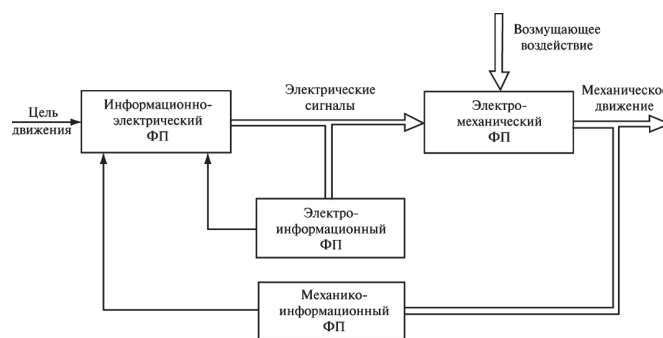 Возмущающее
воздействие
Цель
движения
Информационно-
электрический
ФП
Электрические
сигналы
Электро-
механический
ФП
Механическое
движение
Электро-
информационный
ФП
Механико-
информационный
ФП